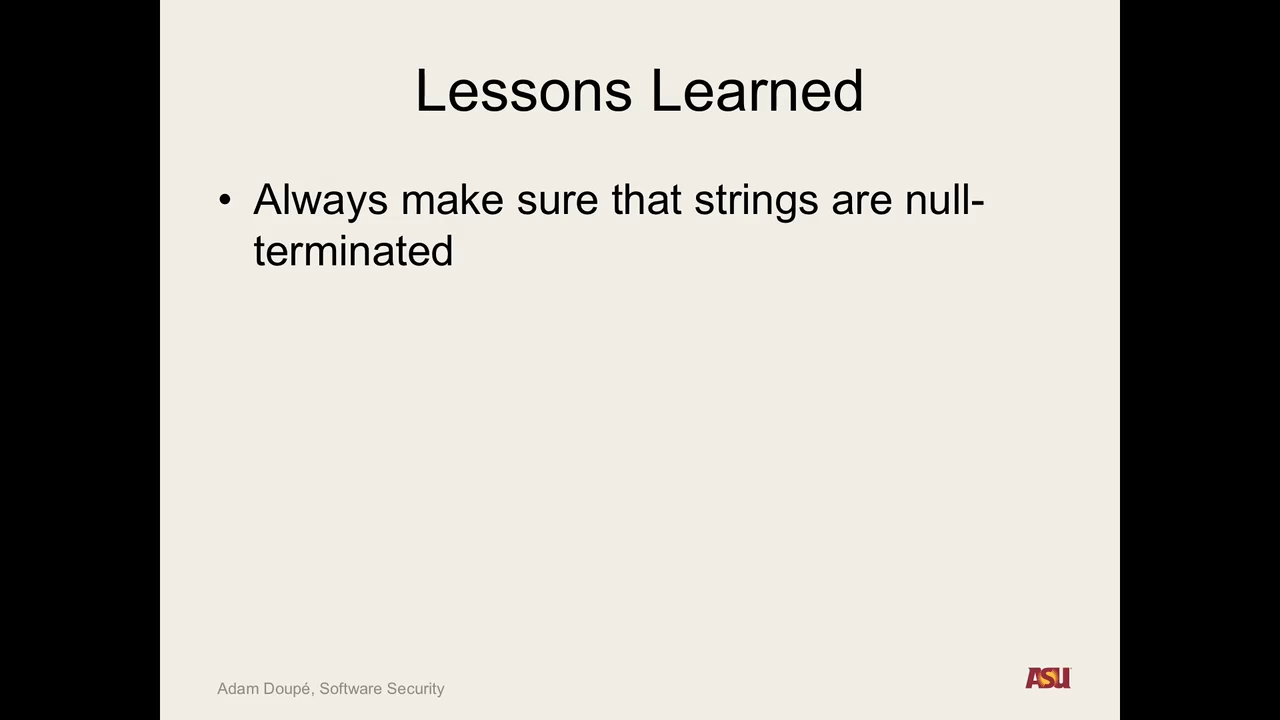 Lessons Learned
• Always make sure that strings are null-
terminated
Adam Doupé, Software Security
ASU